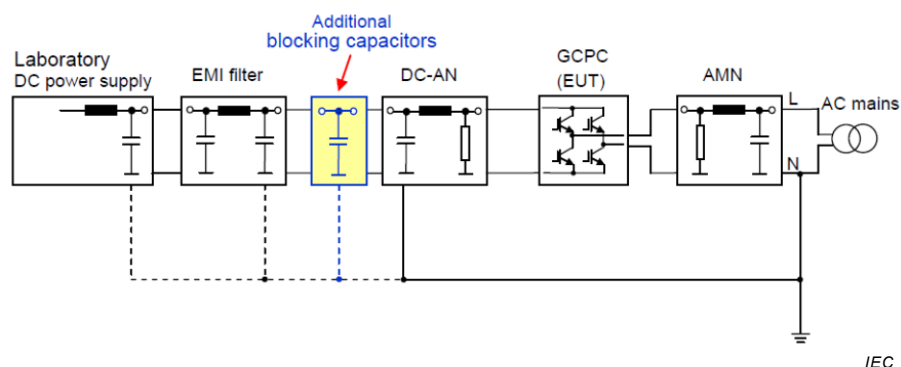 Additional
blocking capacitors
Laboratory
DC power supply
EMI filter
DC-AN
GCPC
(EUT)
AMN
L
AC mains
N
IEC